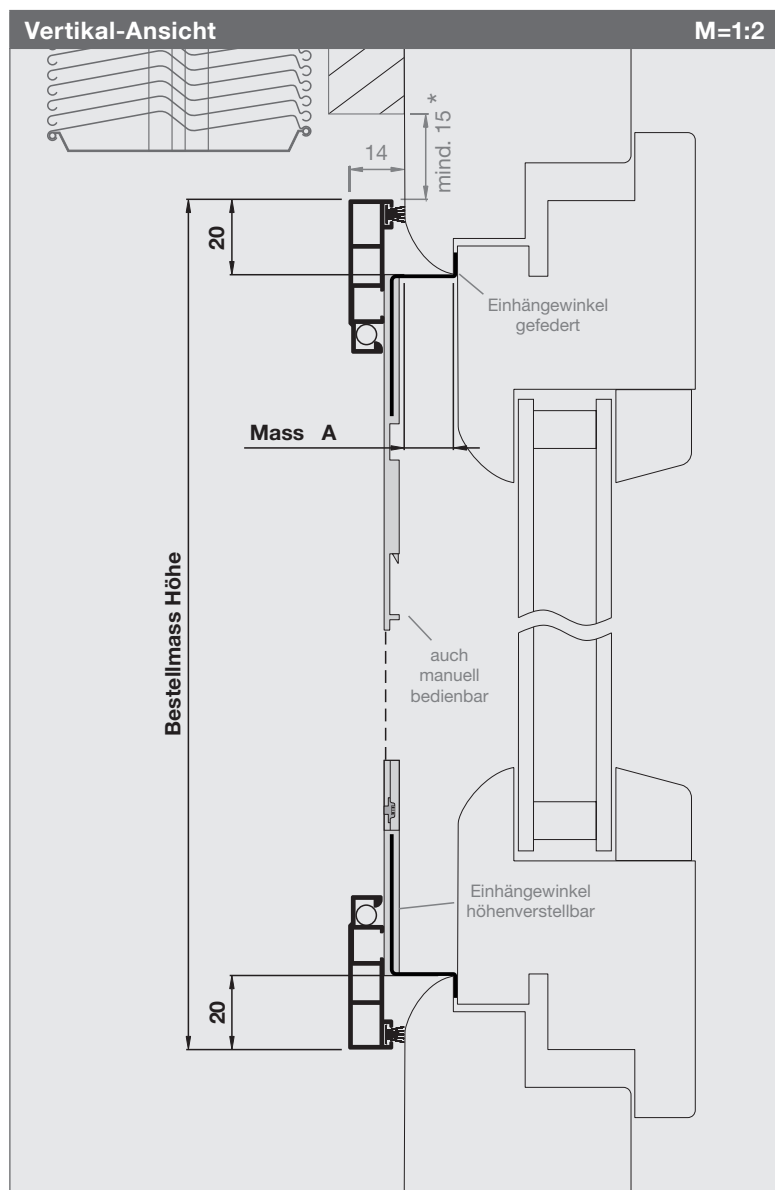 Vertikal-Ansicht M=1:2
14
mind. 15 *
20
Einhängewinkel
gefedert
Mass A
Bestellmass Höhe
auch
manuell
bedienbar
Einhängewinkel
höhenverstellbar
20